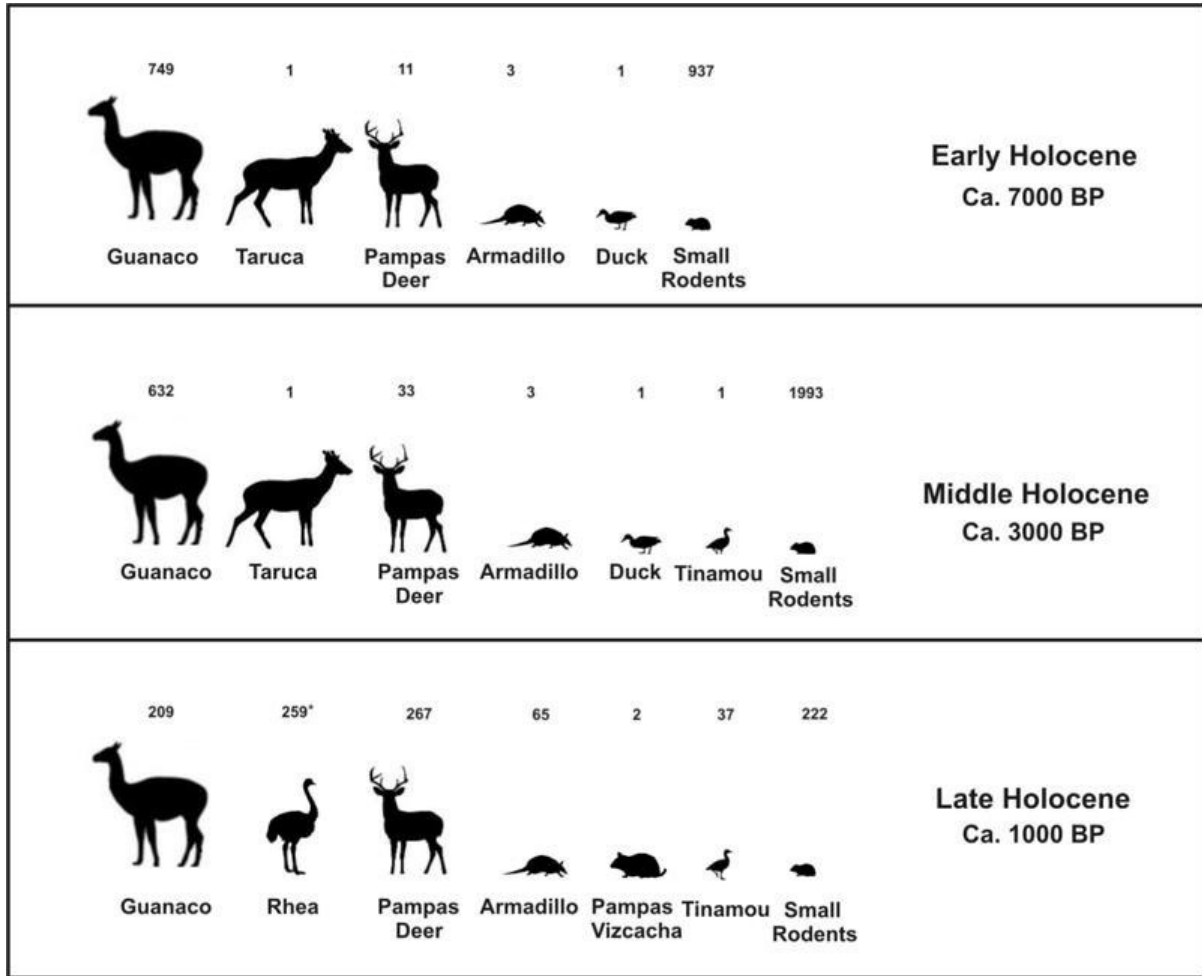 749 1 11 3 1 937
Early Holocene
Ca. 7000 BP
Guanaco Taruca Pampas Deer Armadillo Duck Small Rodents
632 1 33 3 1 1 1993
Middle Holocene
Ca. 3000 BP
Guanaco Taruca Pampas Deer Armadillo Duck Tinamou Small Rodents
209 259* 267 65 2 37 222
Late Holocene
Ca. 1000 BP
Guanaco Rhea Pampas Deer Armadillo Pampas Vizcacha Tinamou Small Rodents